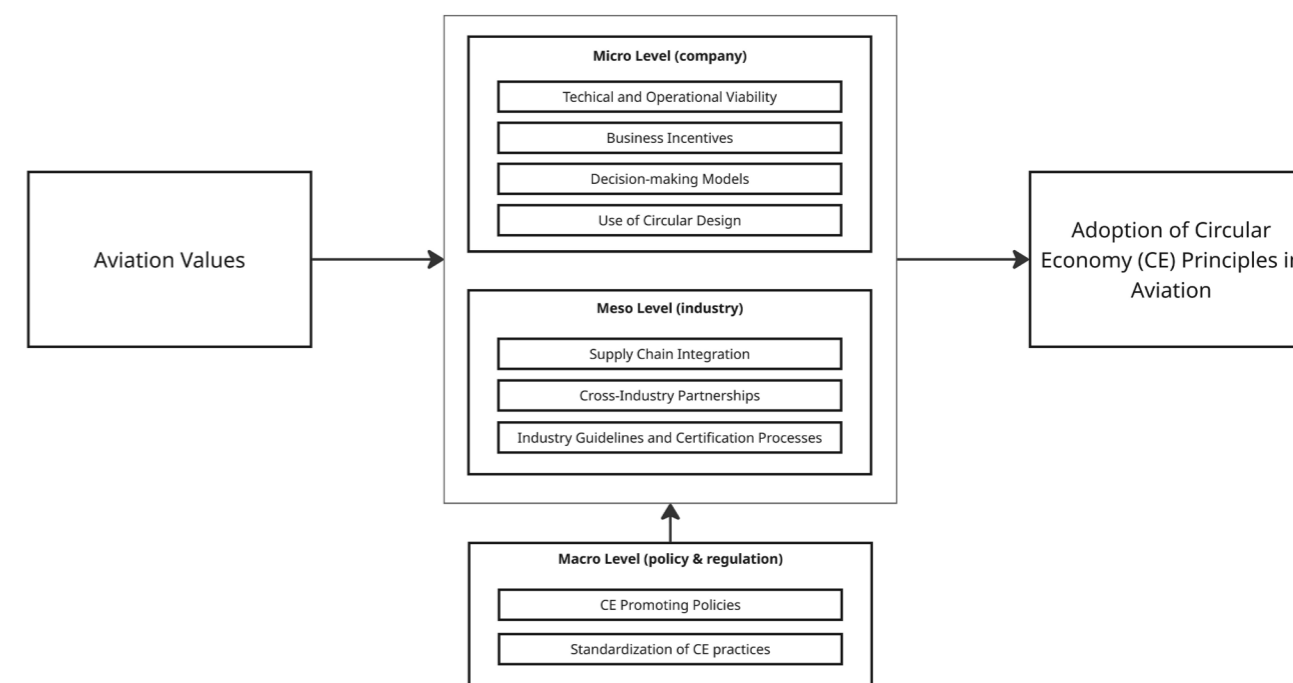 Aviation Values
Micro Level (company)
Techical and Operational Viability
Business Incentives
Decision-making Models
Use of Circular Design
Meso Level (industry)
Supply Chain Integration
Cross-Industry Partnerships
Industry Guidelines and Certification Processes
Macro Level (policy & regulation)
CE Promoting Policies
Standardization of CE practices
Adoption of Circular
Economy (CE) Principles in
Aviation